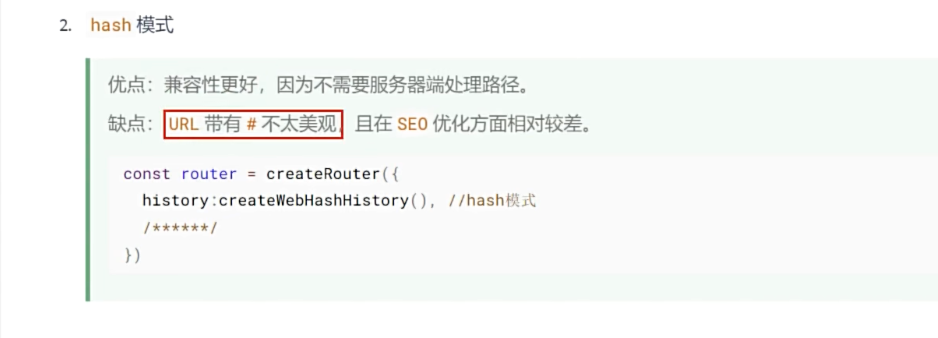 2. hash 模式
优点：兼容性更好，因为不需要服务器端处理路径。
缺点：URL 带有 # 不太美观，且在 SEO 优化方面相对较差。
const router = createRouter({
  history:createWebHashHistory(), //hash模式
  /******/
})